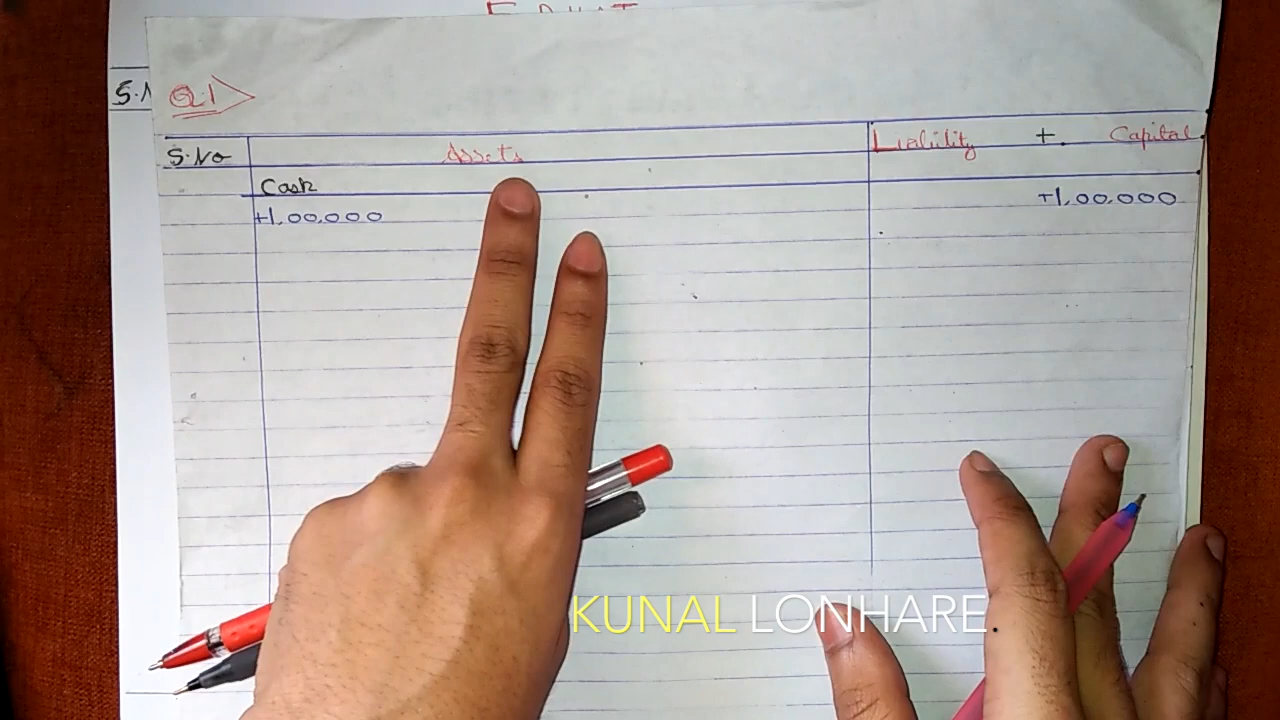 S.N
Q.1
S.No Assets Liability + Capital
Cash
+1,00,000 +1,00,000
KUNAL LONHARE.